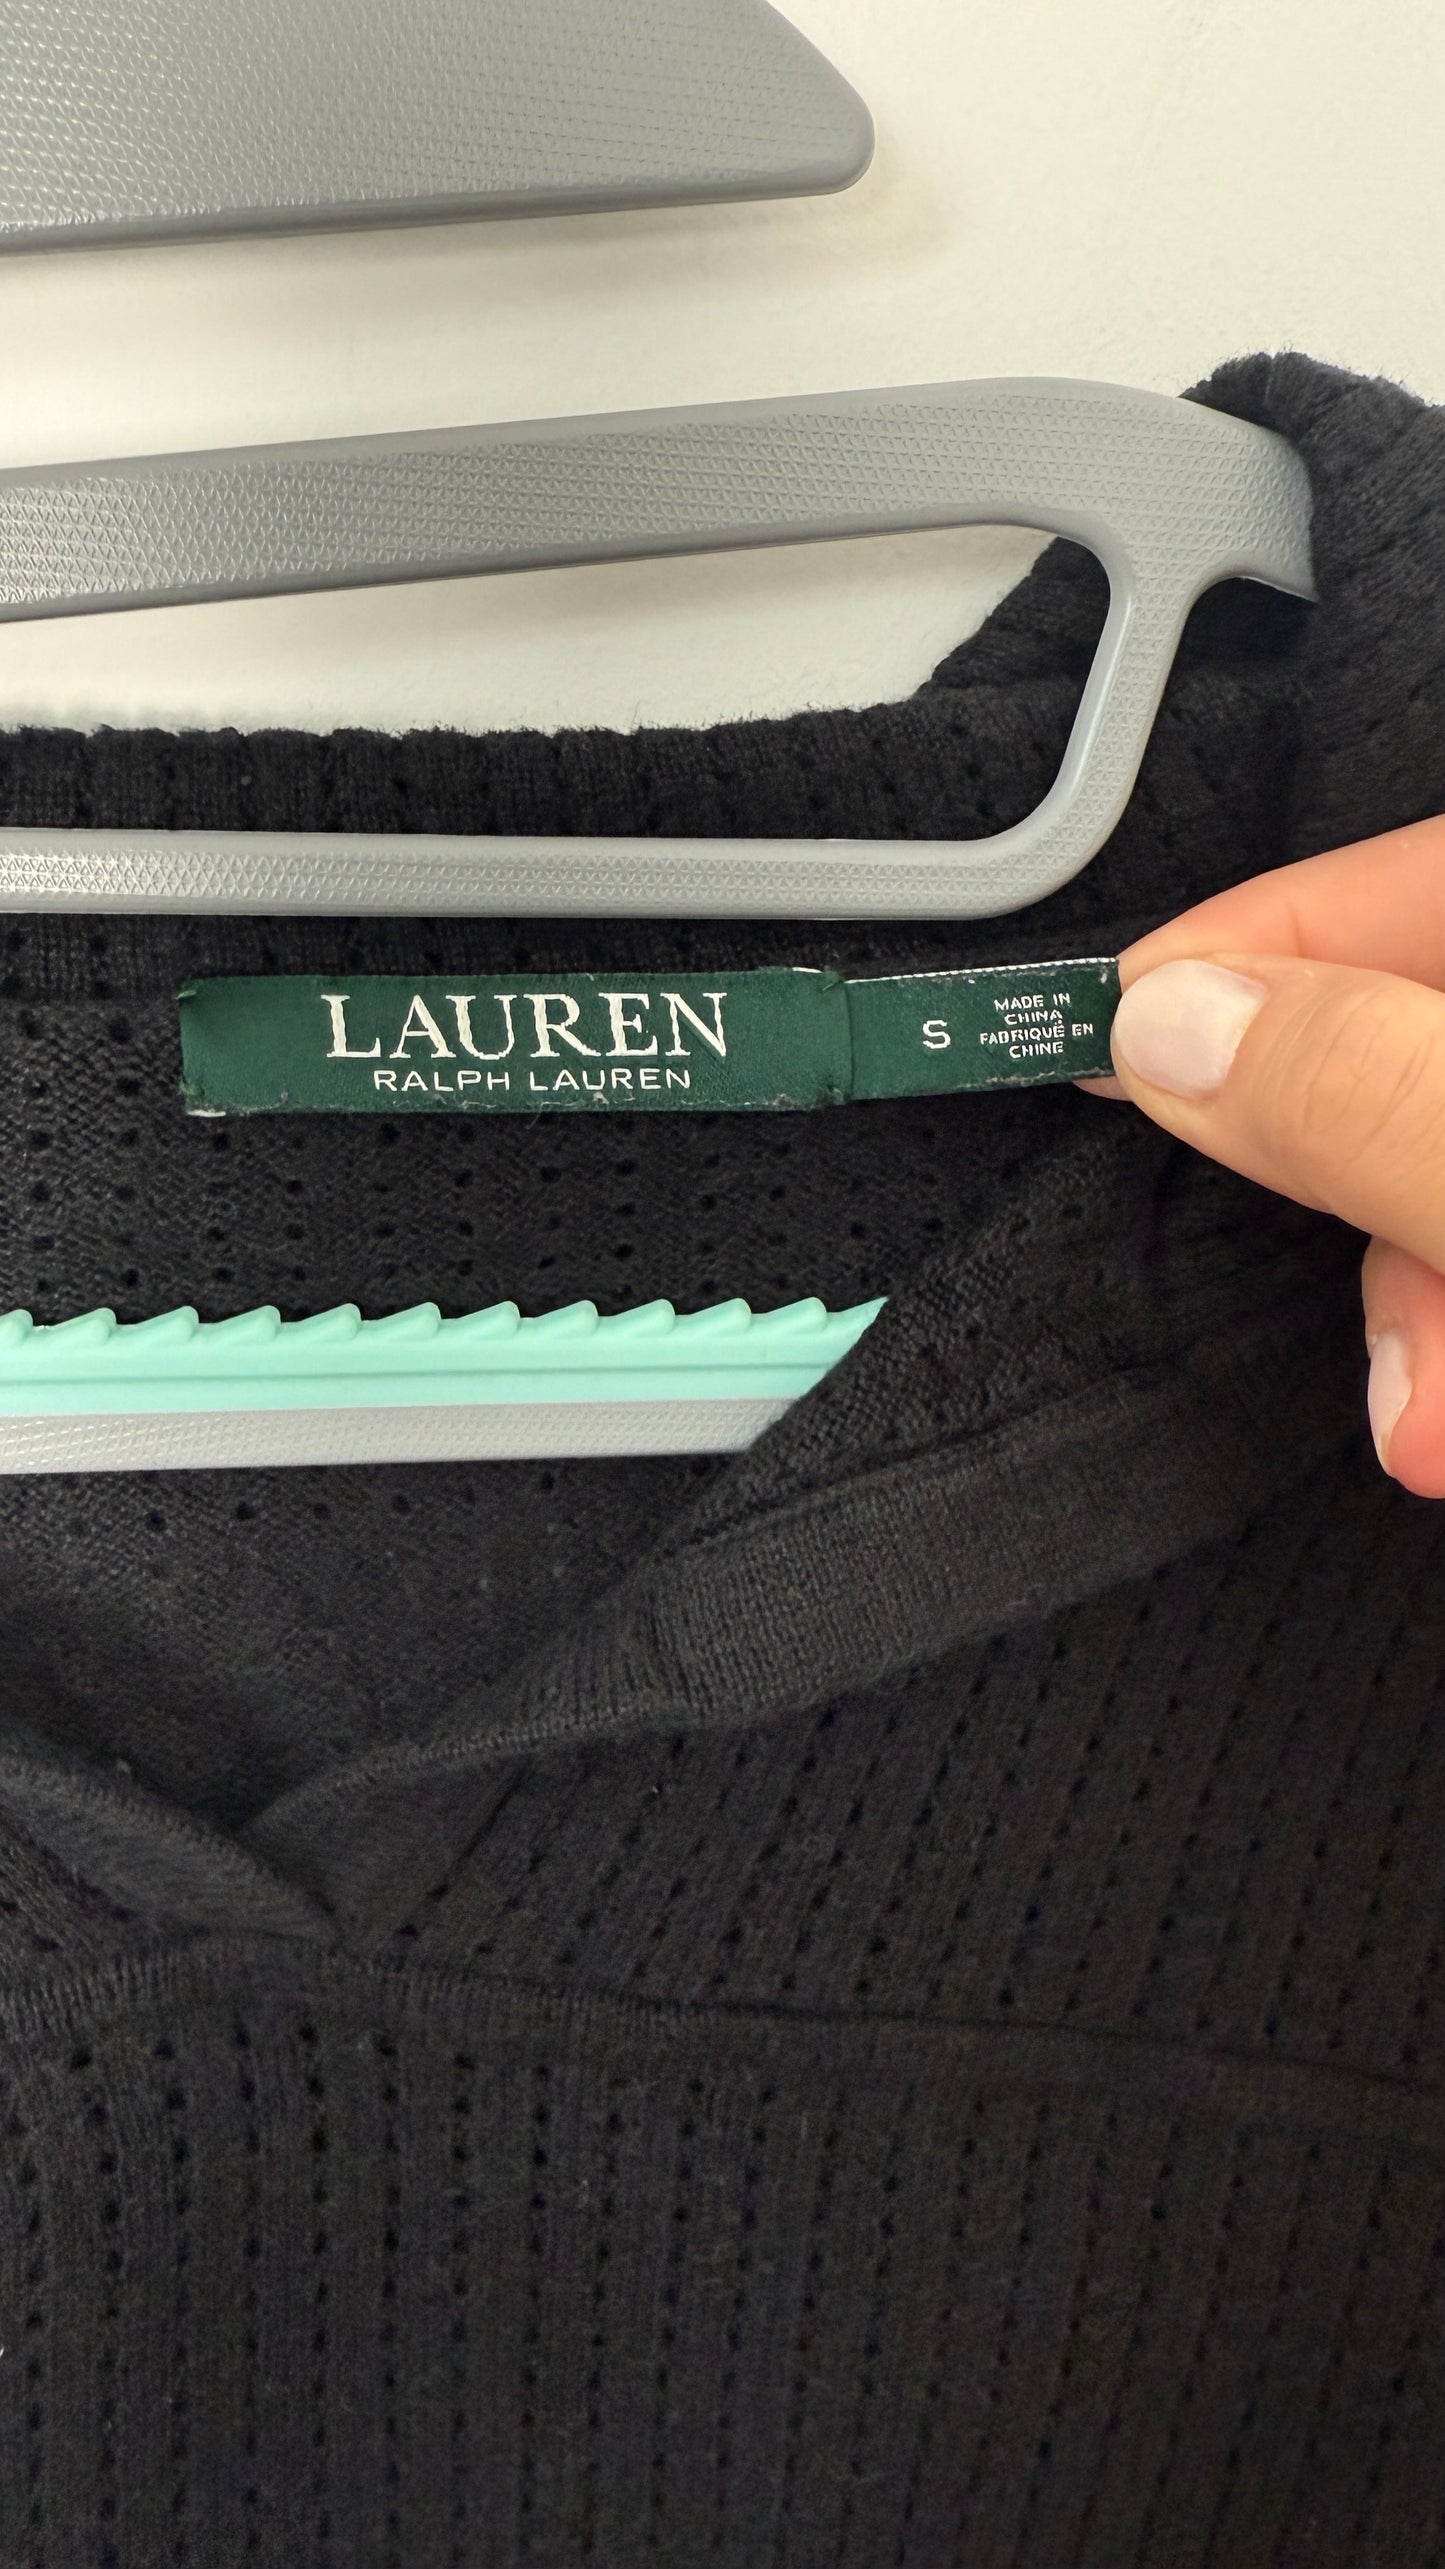 LAUREN
RALPH LAUREN
S
MADE IN
CHINA
FABRIQUÉ EN
CHINE